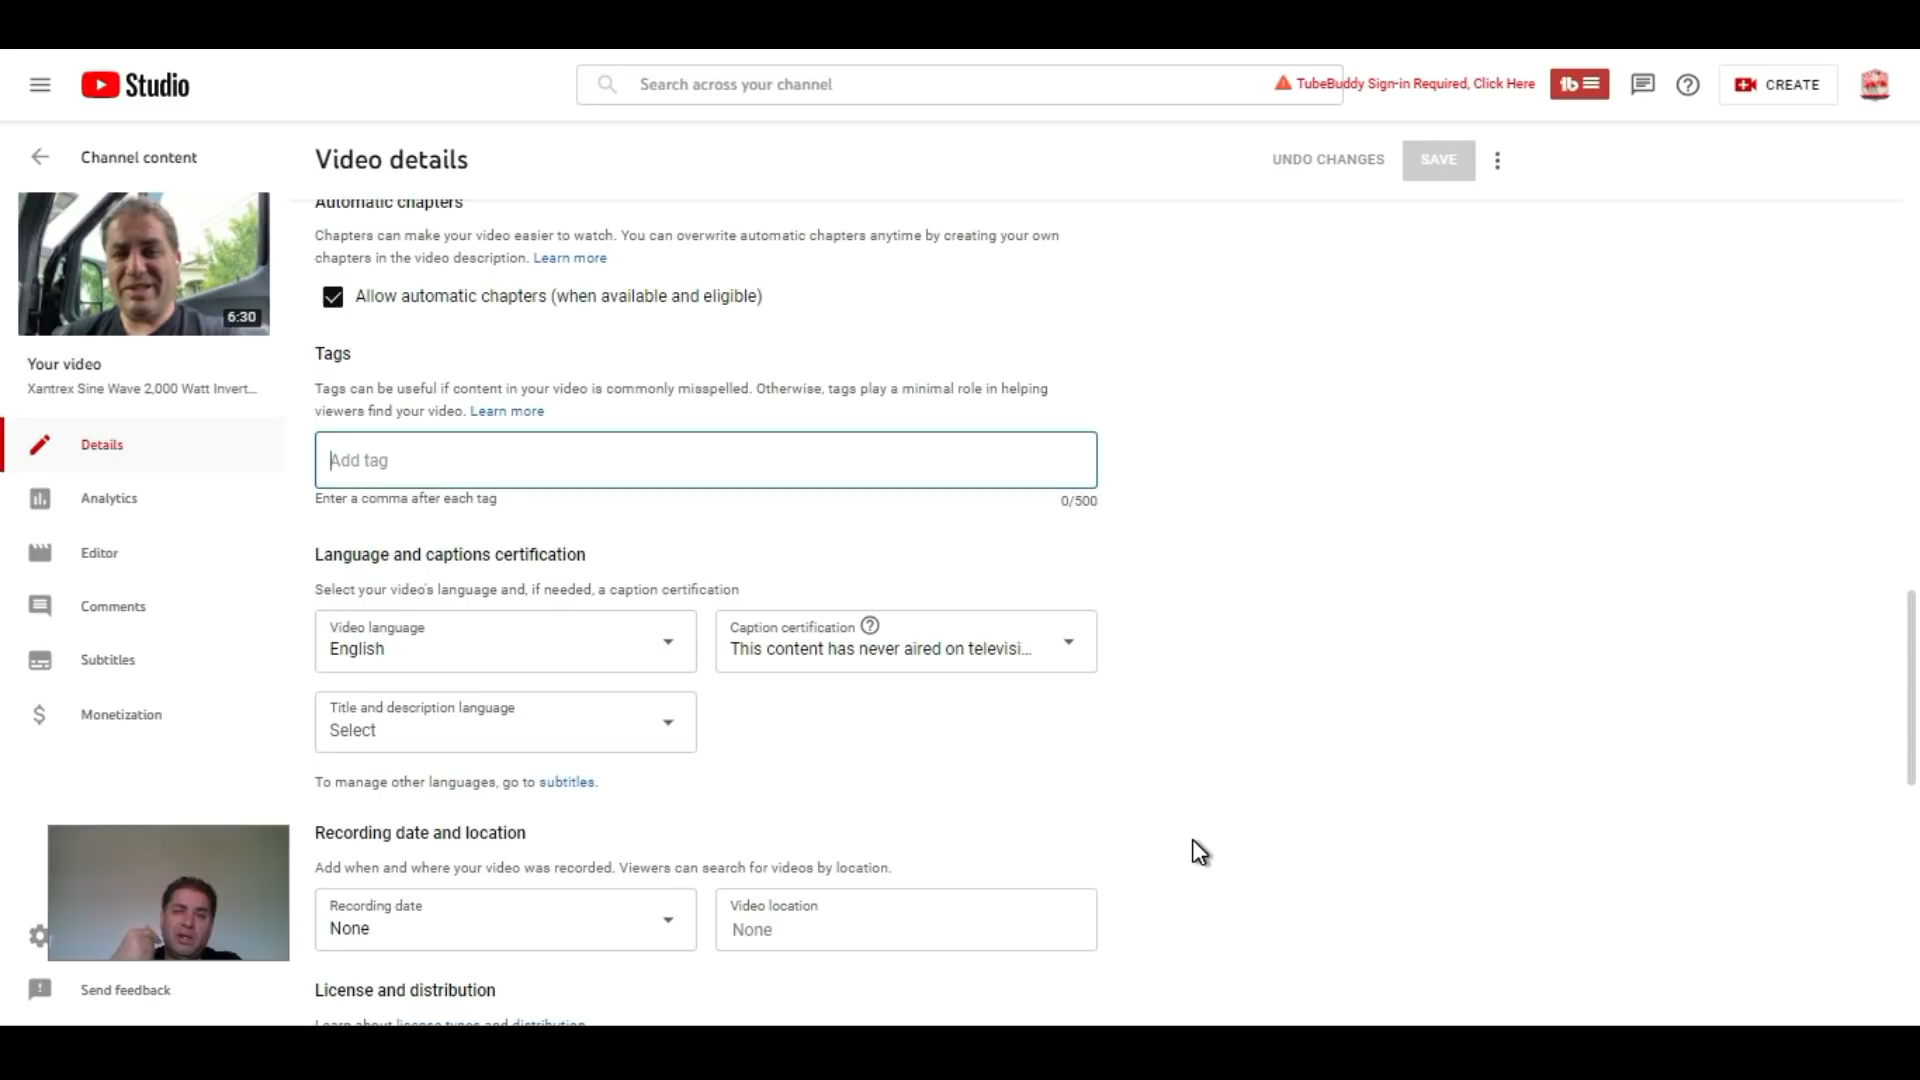 Studio
Search across your channel
TubeBuddy Sign-in Required, Click Here
CREATE
Channel content
Video details
UNDO CHANGES
SAVE
Automatic chapters
Chapters can make your video easier to watch. You can overwrite automatic chapters anytime by creating your own
chapters in the video description. Learn more
Allow automatic chapters (when available and eligible)
6:30
Your video
Xantrex Sine Wave 2,000 Watt Invert...
Tags
Tags can be useful if content in your video is commonly misspelled. Otherwise, tags play a minimal role in helping
viewers find your video. Learn more
Add tag
Enter a comma after each tag
0/500
Details
Analytics
Editor
Comments
Subtitles
Monetization
Language and captions certification
Select your video's language and, if needed, a caption certification
Video language
English
Caption certification
This content has never aired on televisi...
Title and description language
Select
To manage other languages, go to subtitles.
Recording date and location
Add when and where your video was recorded. Viewers can search for videos by location.
Recording date
None
Video location
None
Send feedback
License and distribution
Learn about license types and distribution